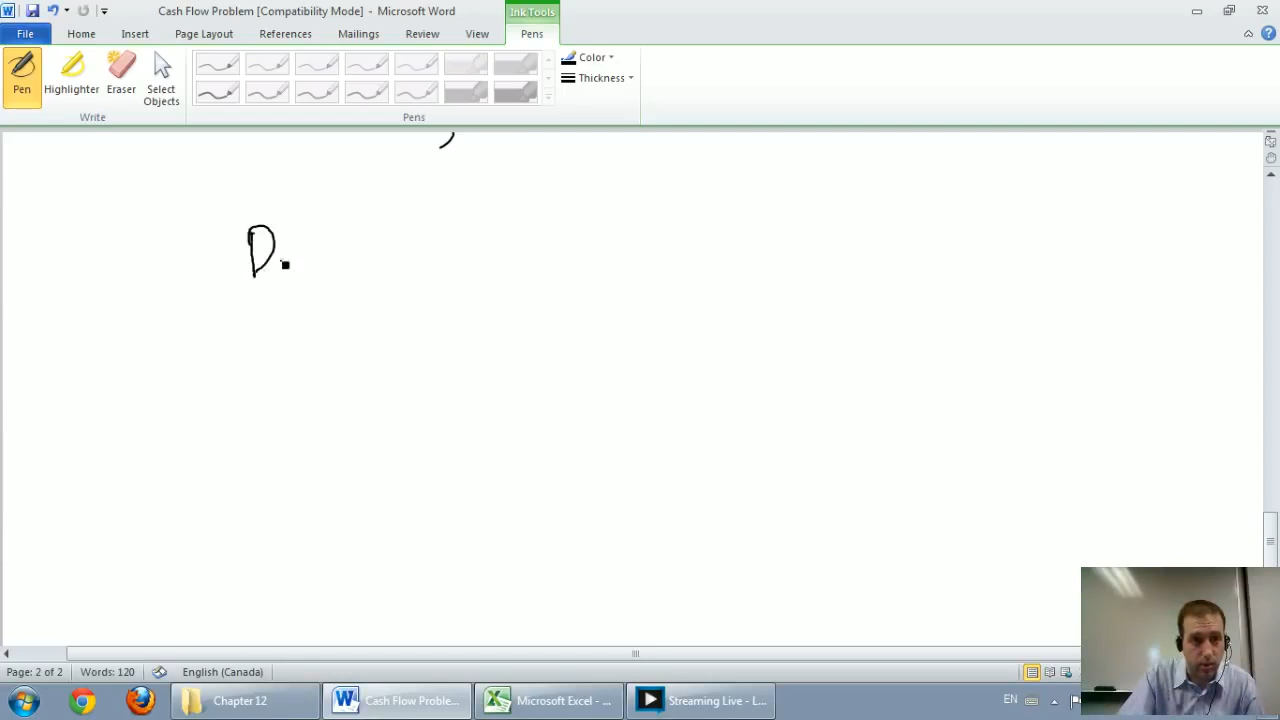 Cash Flow Problem [Compatibility Mode] - Microsoft Word
Ink Tools
File Home Insert Page Layout References Mailings Review View Pens
Pen Highlighter Eraser Select Objects
Color
Thickness
Write Pens
D.
Page: 2 of 2 Words: 120 English (Canada)
Chapter12 Cash Flow Proble... Microsoft Excel - ... Streaming Live - L... EN